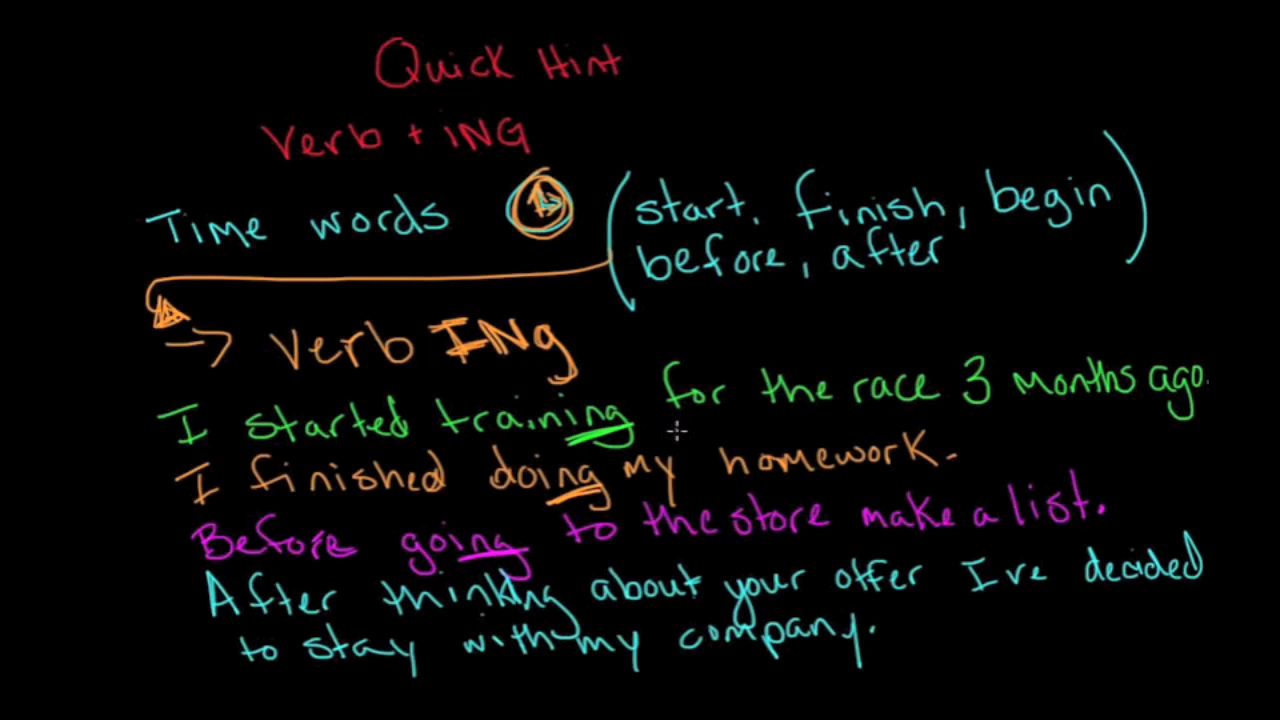 Quick Hint
Verb + iNG
Time words (start, finish, begin
before, after)
-> Verb INg
I started training for the race 3 months ago.
I finished doing my homework.
Before going to the store make a list.
After thinking about your offer I've decided
to stay with my company.